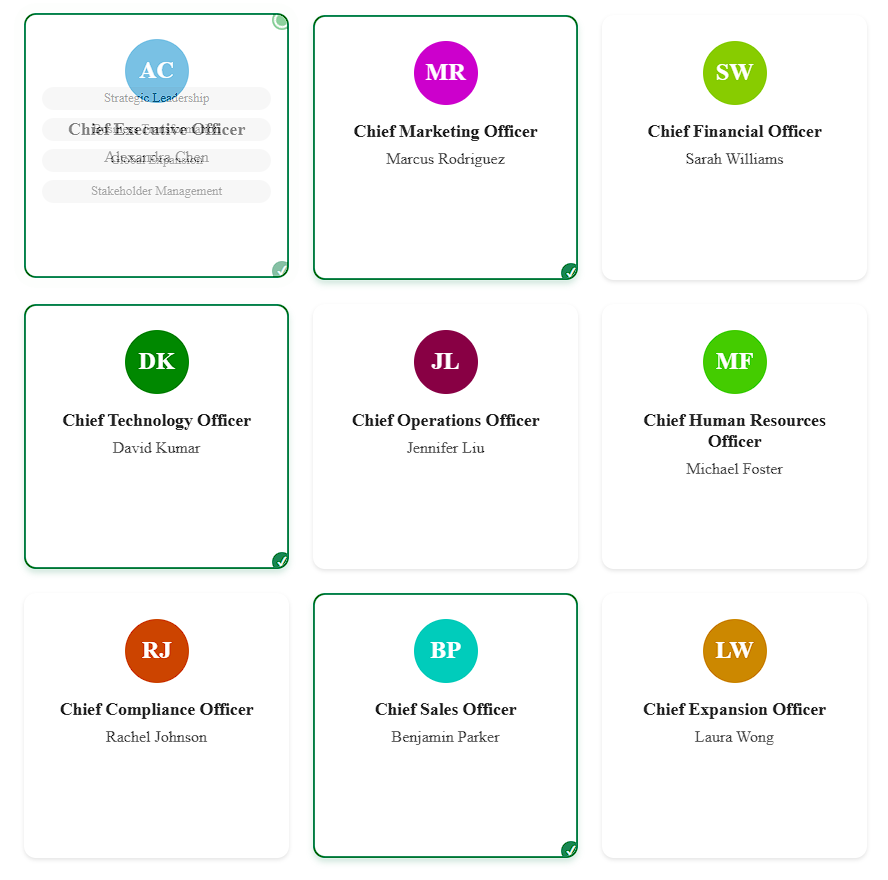 AC
Strategic Leadership
Chief Executive Officer
Alexandra Chen
Global Expansion
Stakeholder Management
MR
Chief Marketing Officer
Marcus Rodriguez
SW
Chief Financial Officer
Sarah Williams
DK
Chief Technology Officer
David Kumar
JL
Chief Operations Officer
Jennifer Liu
MF
Chief Human Resources
Officer
Michael Foster
RJ
Chief Compliance Officer
Rachel Johnson
BP
Chief Sales Officer
Benjamin Parker
LW
Chief Expansion Officer
Laura Wong